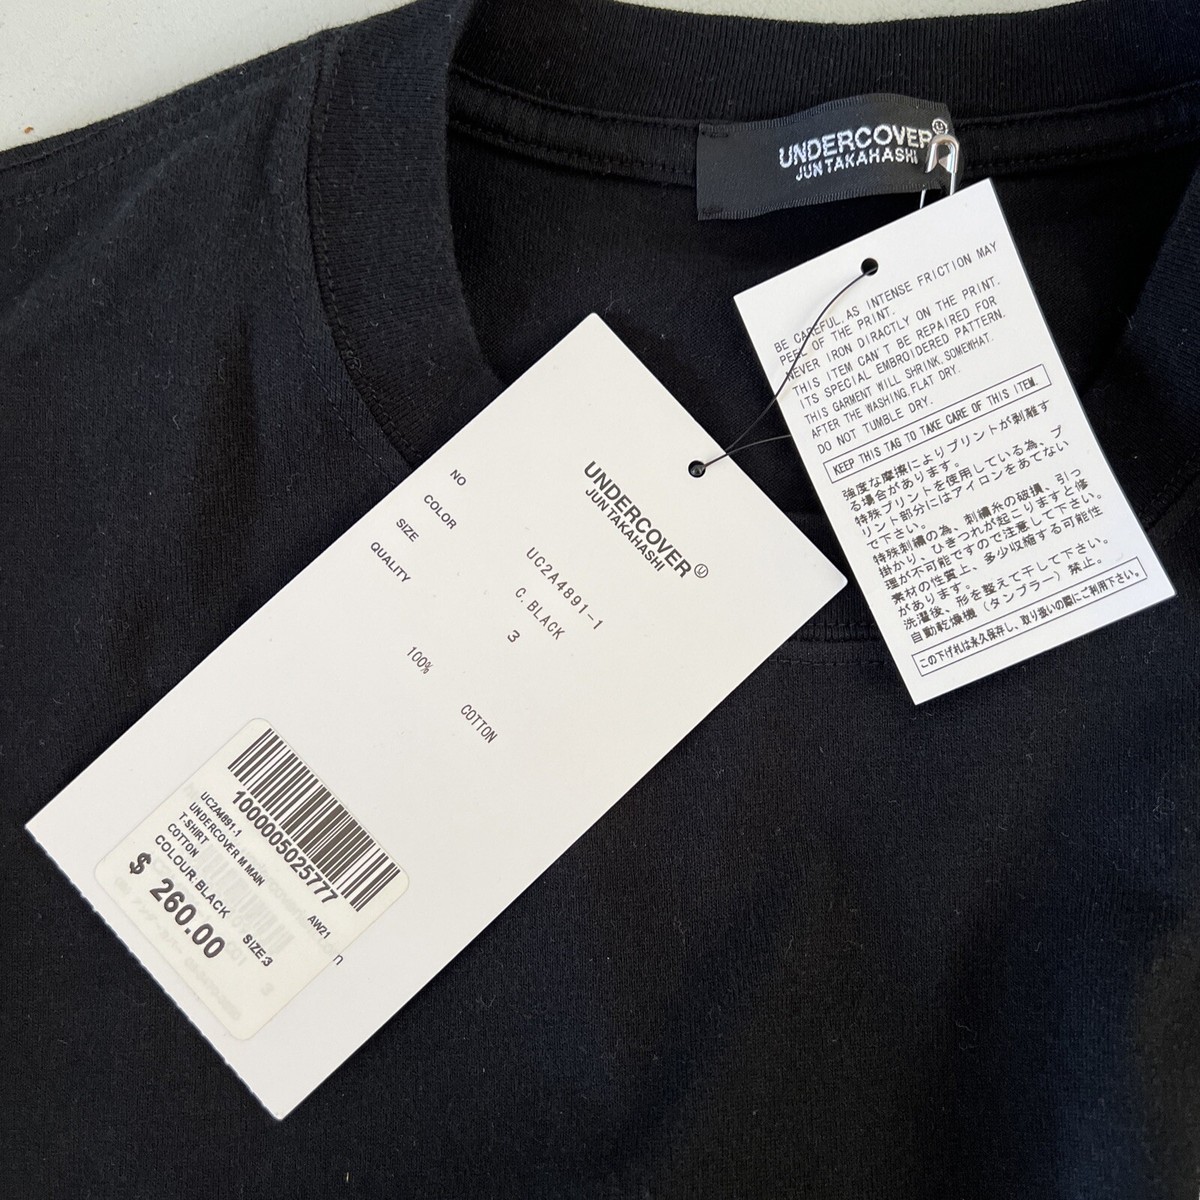 UNDERCOVER
JUN TAKAHASHI
BE CAREFUL.AS INTENSE FRICTION MAY
PEEL OF THE PRINT.
NEVER IRON DIRACTLY ON THE PRINT.
THIS ITEM CAN'T BE REPAIRED FOR
ITS SPECIAL EMBROIDERED PATTERN.
THIS GARMENT WILL SHRINK,SOMEWHAT.
AFTER THE WASHING,FLAT DRY.
DO NOT TUMBLE DRY.
KEEP THIS TAG TO TAKE CARE OF THIS ITEM.
強度な摩擦によりプリントが剥離す
る場合があります。
特殊プリントを使用している為、プ
リント部分にはアイロンをあてない
で下さい。
特殊刺繍の為、刺繍糸の破損、引っ
掛かり、ひきつれが起こりますと修
理が不可能ですので注意して下さい。
素材の性質上、多少収縮する可能性
があります。
洗濯後、形を整えて干して下さい。
自動乾燥機（タンブラー）禁止。
この下げ札は永久保存し、取り扱いの際にご利用下さい。
UNDERCOVER
JUN TAKAHASHI
NO UC2A4891-1
COLOR C.BLACK
SIZE 3
QUALITY
100% COTTON
1000005025777
UC2A4891-1 AW21
UNDERCOVER M MAIN
T-SHIRT
COTTON
COLOUR:BLACK SIZE:3
$ 260.00